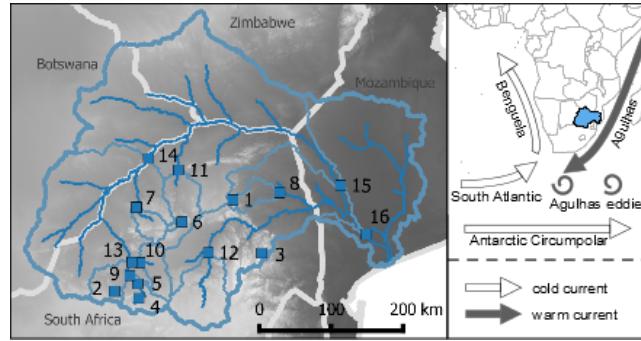 Zimbabwe
Botswana
Mozambique
14
11
15
7
1
8
6
16
13
10
12
3
9
5
2
4
South Africa
0
100
200 km
Benguela
Agulhas
South Atlantic
Agulhas eddie
Antarctic Circumpolar
cold current
warm current